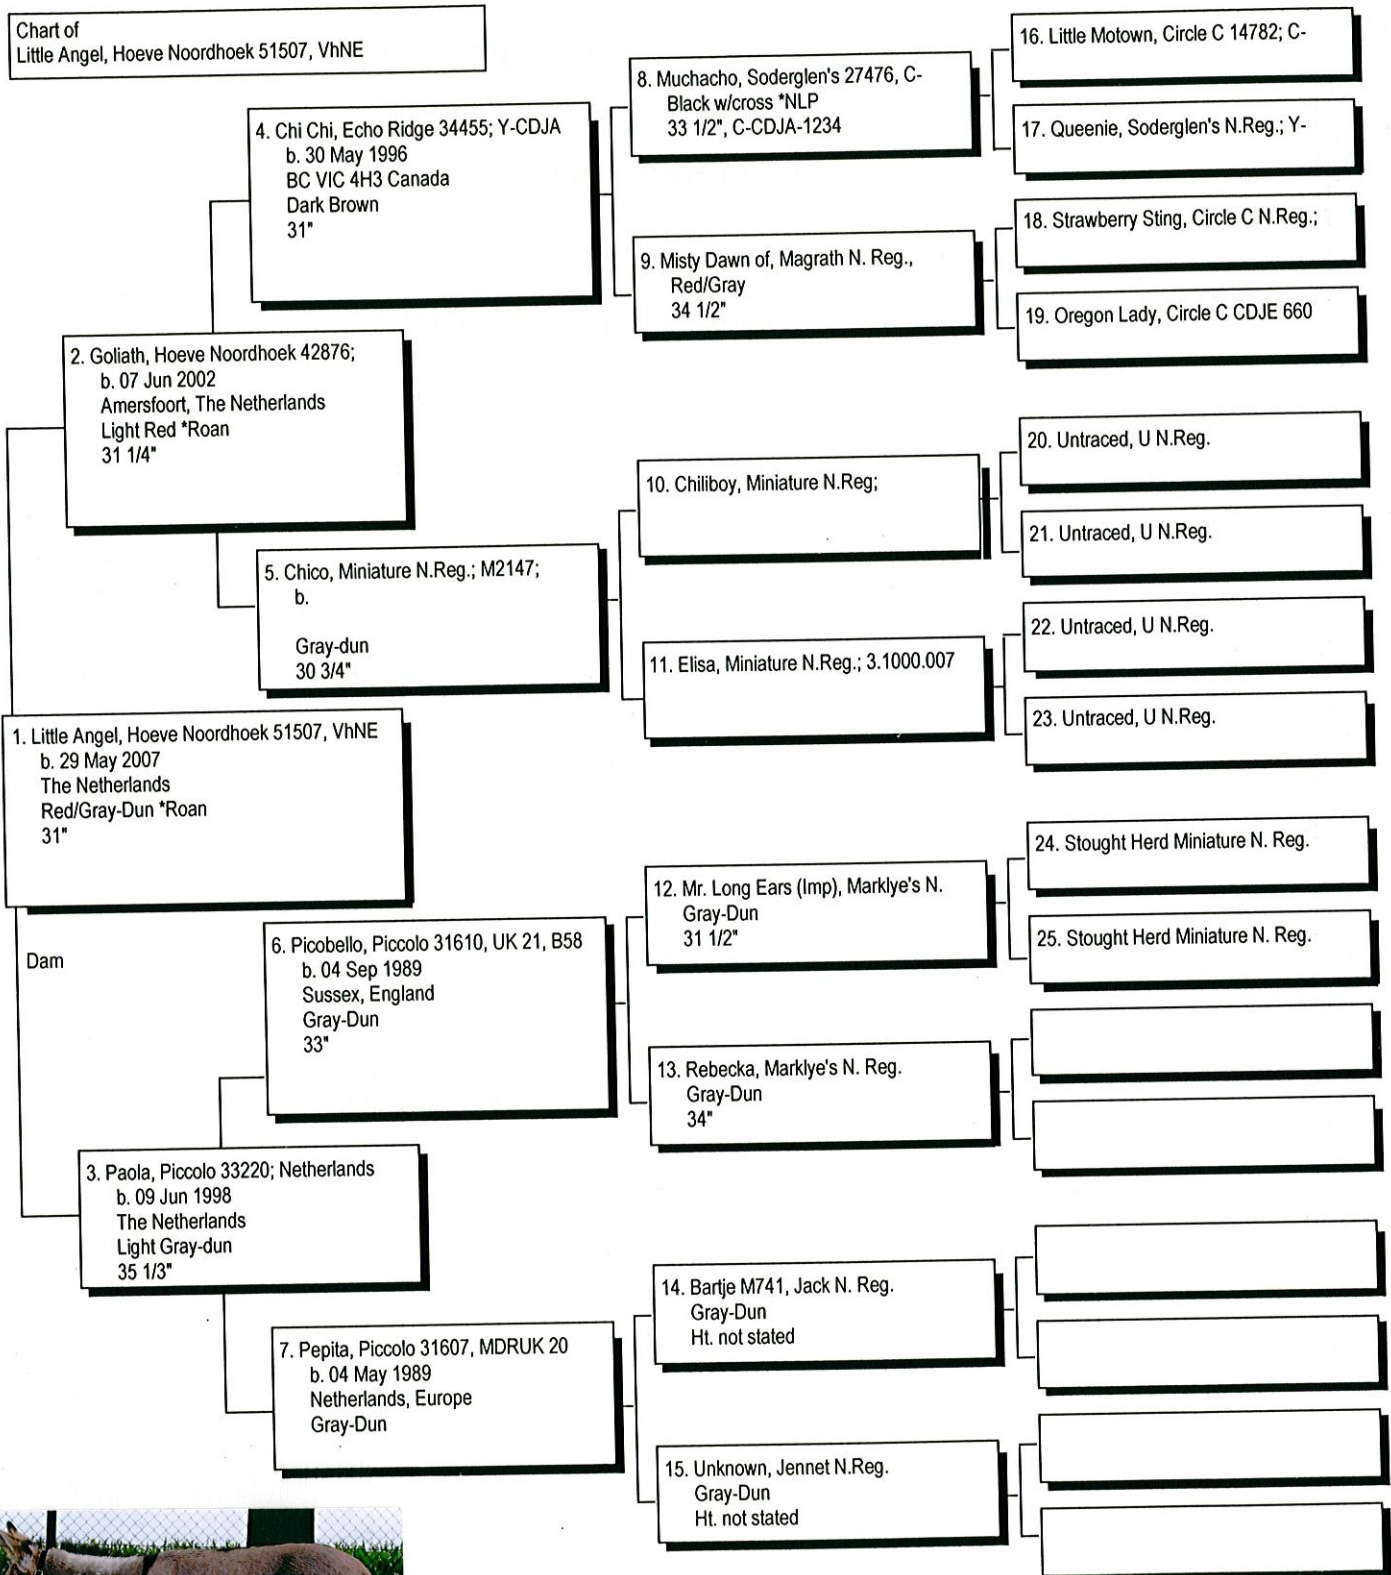 Chart of
Little Angel, Hoeve Noordhoek 51507, VhNE
1. Little Angel, Hoeve Noordhoek 51507, VhNE
b. 29 May 2007
The Netherlands
Red/Gray-Dun *Roan
31"
Dam
2. Goliath, Hoeve Noordhoek 42876;
b. 07 Jun 2002
Amersfoort, The Netherlands
Light Red *Roan
31 1/4"
3. Paola, Piccolo 33220; Netherlands
b. 09 Jun 1998
The Netherlands
Light Gray-dun
35 1/3"
4. Chi Chi, Echo Ridge 34455; Y-CDJA
b. 30 May 1996
BC VIC 4H3 Canada
Dark Brown
31"
5. Chico, Miniature N.Reg.; M2147;
b.
Gray-dun
30 3/4"
6. Picobello, Piccolo 31610, UK 21, B58
b. 04 Sep 1989
Sussex, England
Gray-Dun
33"
7. Pepita, Piccolo 31607, MDRUK 20
b. 04 May 1989
Netherlands, Europe
Gray-Dun
8. Muchacho, Soderglen's 27476, C-
Black w/cross *NLP
33 1/2", C-CDJA-1234
9. Misty Dawn of, Magrath N. Reg.,
Red/Gray
34 1/2"
10. Chiliboy, Miniature N.Reg;
11. Elisa, Miniature N.Reg.; 3.1000.007
12. Mr. Long Ears (Imp), Marklye's N.
Gray-Dun
31 1/2"
13. Rebecka, Marklye's N. Reg.
Gray-Dun
34"
14. Bartje M741, Jack N. Reg.
Gray-Dun
Ht. not stated
15. Unknown, Jennet N.Reg.
Gray-Dun
Ht. not stated
16. Little Motown, Circle C 14782; C-
17. Queenie, Soderglen's N.Reg.; Y-
18. Strawberry Sting, Circle C N.Reg.;
19. Oregon Lady, Circle C CDJE 660
20. Untraced, U N.Reg.
21. Untraced, U N.Reg.
22. Untraced, U N.Reg.
23. Untraced, U N.Reg.
24. Stought Herd Miniature N. Reg.
25. Stought Herd Miniature N. Reg.